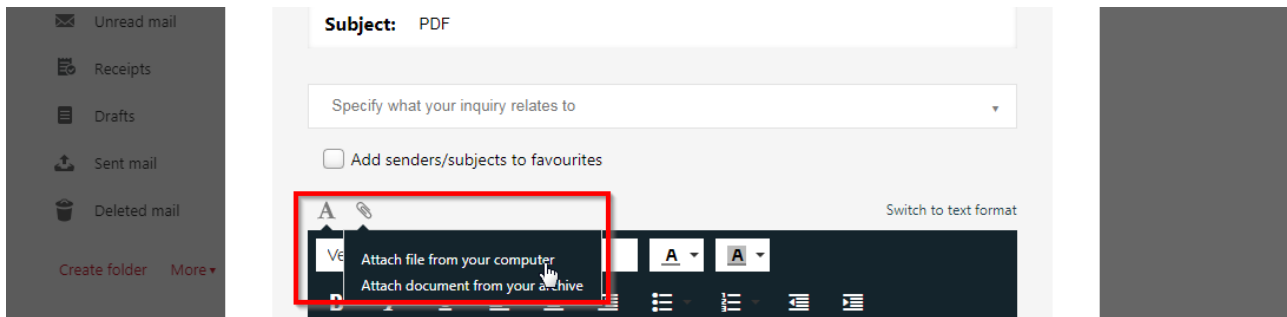 Unread mail
Receipts
Drafts
Sent mail
Deleted mail
Create folder More
Subject: PDF
Specify what your inquiry relates to
Add senders/subjects to favourites
A
Switch to text format
Ve
A A
Attach file from your computer
Attach document from your archive
B